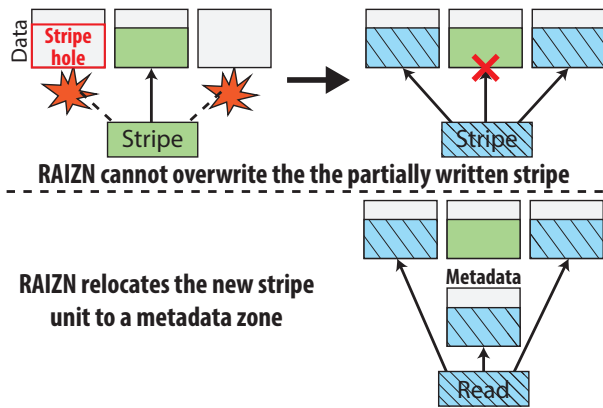 Data
Stripe
hole
Stripe
Stripe
RAIZN cannot overwrite the the partially written stripe
RAIZN relocates the new stripe
unit to a metadata zone
Metadata
Read